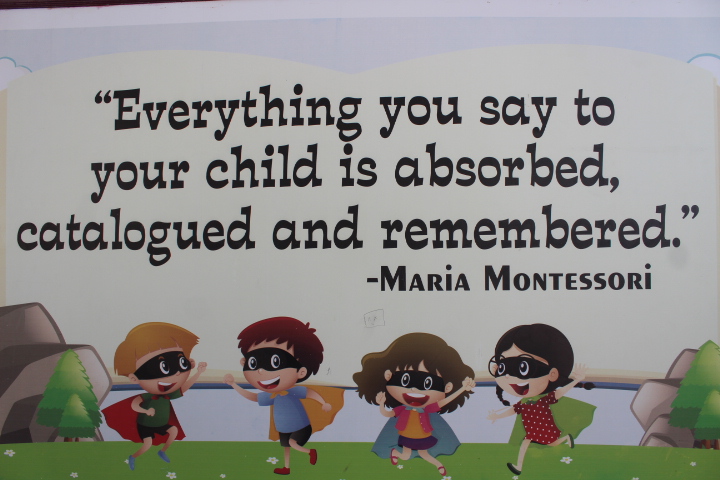 “Everything you say to
your child is absorbed,
catalogued and remembered.”
-Maria Montessori